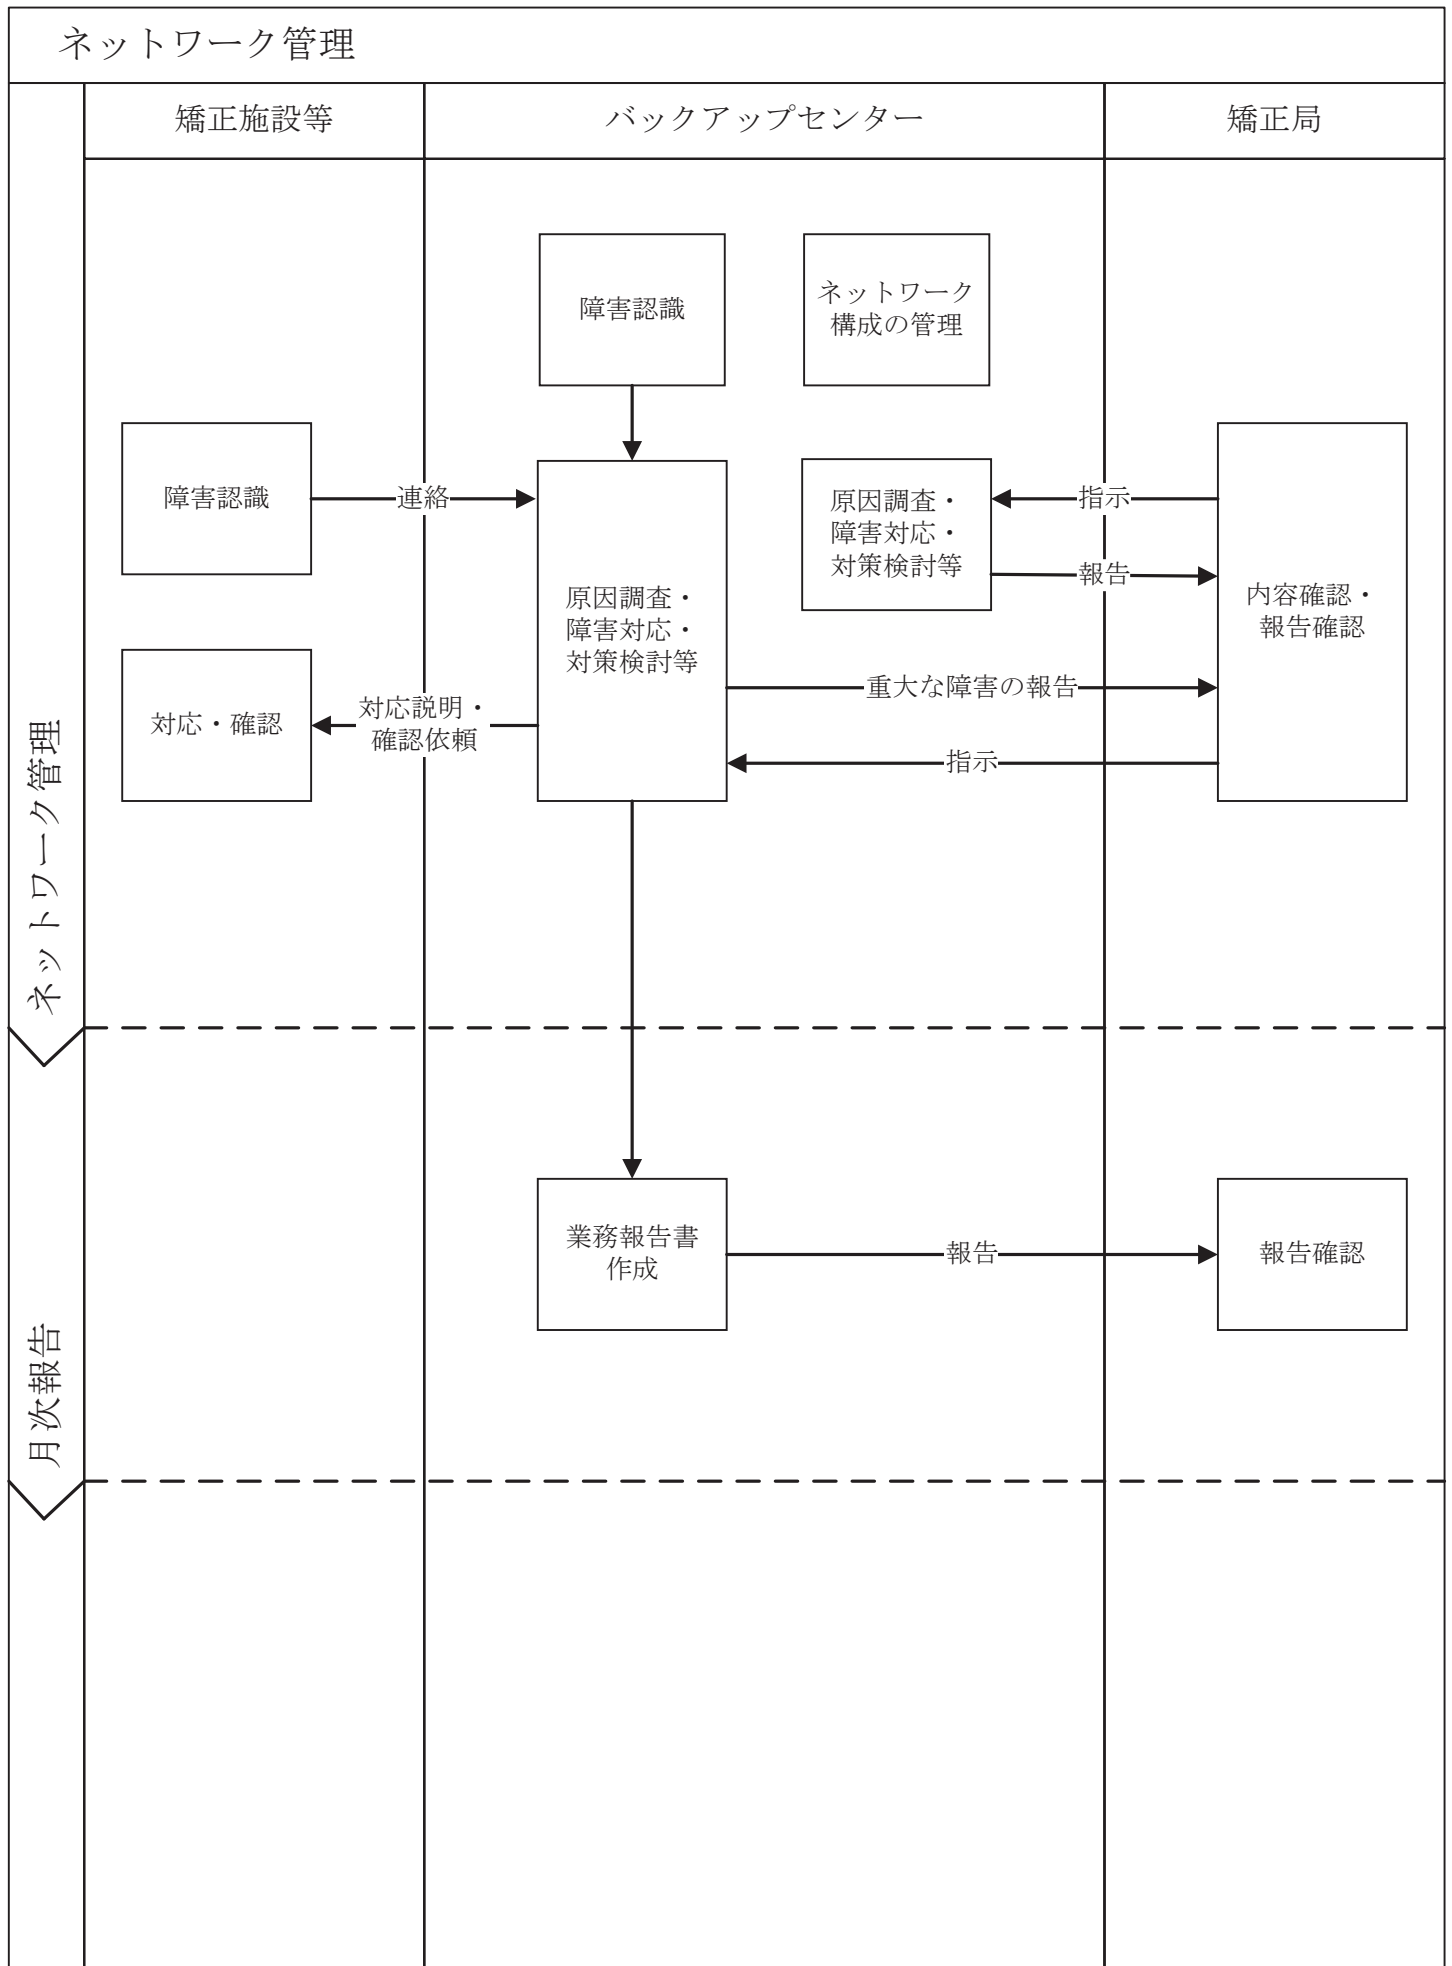 ネットワーク管理
矯正施設等
バックアップセンター
矯正局
ネットワーク管理
障害認識
ネットワーク
構成の管理
障害認識
連絡
原因調査・
障害対応・
対策検討等
原因調査・
障害対応・
対策検討等
指示
報告
内容確認・
報告確認
対応・確認
対応説明・
確認依頼
重大な障害の報告
指示
月次報告
業務報告書
作成
報告
報告確認